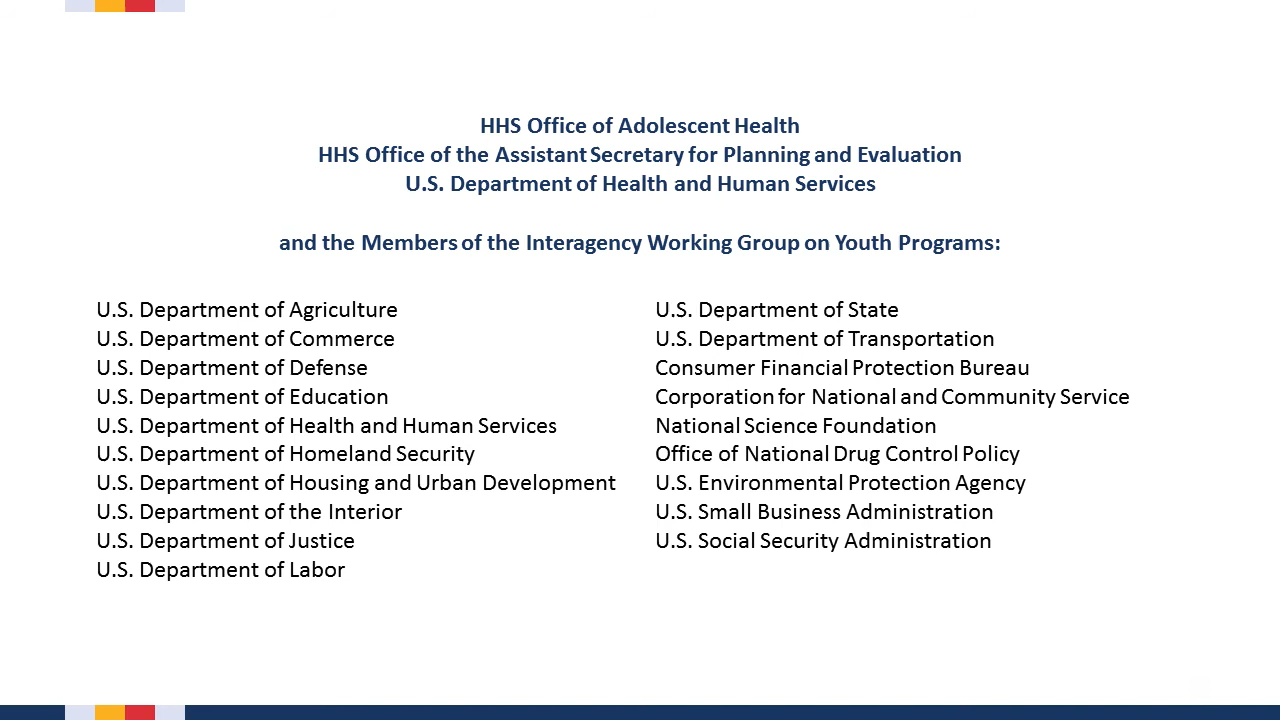 HHS Office of Adolescent Health
HHS Office of the Assistant Secretary for Planning and Evaluation
U.S. Department of Health and Human Services
and the Members of the Interagency Working Group on Youth Programs:
U.S. Department of Agriculture
U.S. Department of Commerce
U.S. Department of Defense
U.S. Department of Education
U.S. Department of Health and Human Services
U.S. Department of Homeland Security
U.S. Department of Housing and Urban Development
U.S. Department of the Interior
U.S. Department of Justice
U.S. Department of Labor
U.S. Department of State
U.S. Department of Transportation
Consumer Financial Protection Bureau
Corporation for National and Community Service
National Science Foundation
Office of National Drug Control Policy
U.S. Environmental Protection Agency
U.S. Small Business Administration
U.S. Social Security Administration